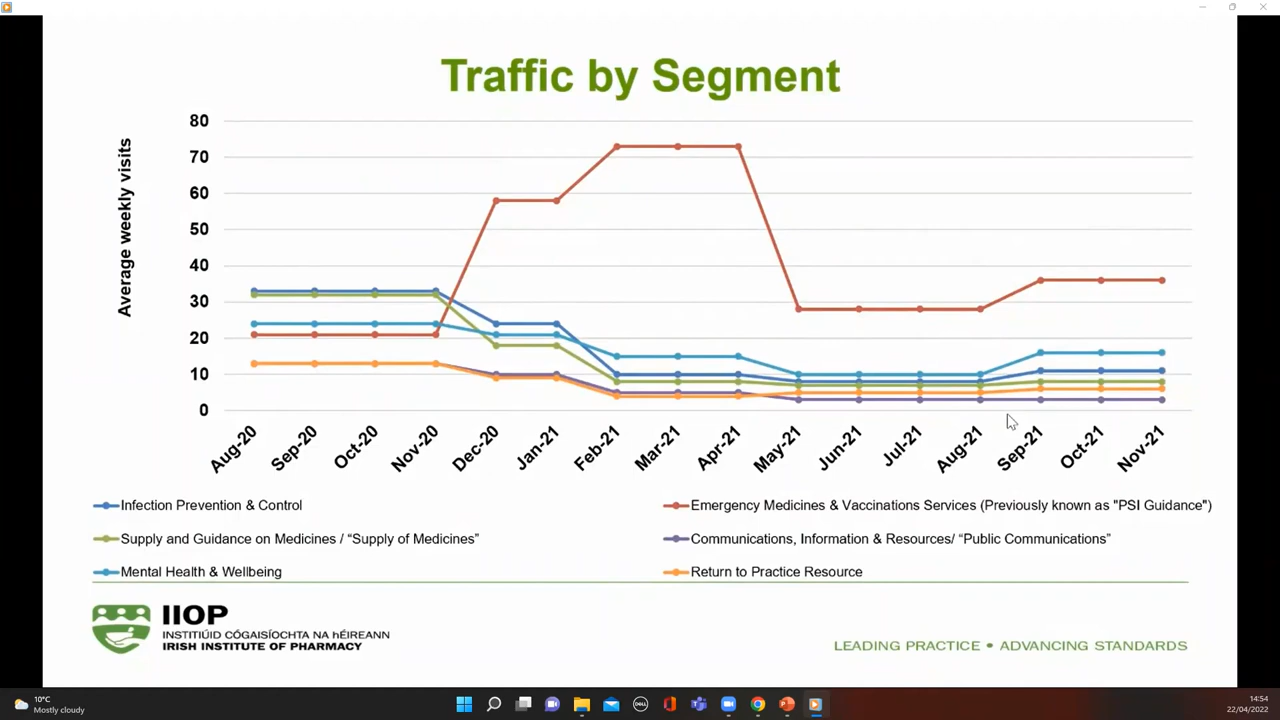 Traffic by Segment
Average weekly visits
80
70
60
50
40
30
20
10
0
Aug-20
Sep-20
Oct-20
Nov-20
Dec-20
Jan-21
Feb-21
Mar-21
Apr-21
May-21
Jun-21
Jul-21
Aug-21
Sep-21
Oct-21
Nov-21
Infection Prevention & Control
Emergency Medicines & Vaccinations Services (Previously known as "PSI Guidance")
Supply and Guidance on Medicines / “Supply of Medicines”
Communications, Information & Resources/ “Public Communications”
Mental Health & Wellbeing
Return to Practice Resource
IIOP
INSTITIÚID CÓGAISÍOCHTA NA hÉIREANN
IRISH INSTITUTE OF PHARMACY
LEADING PRACTICE • ADVANCING STANDARDS
10°C
Mostly cloudy
DELL
14:54
22/04/2022